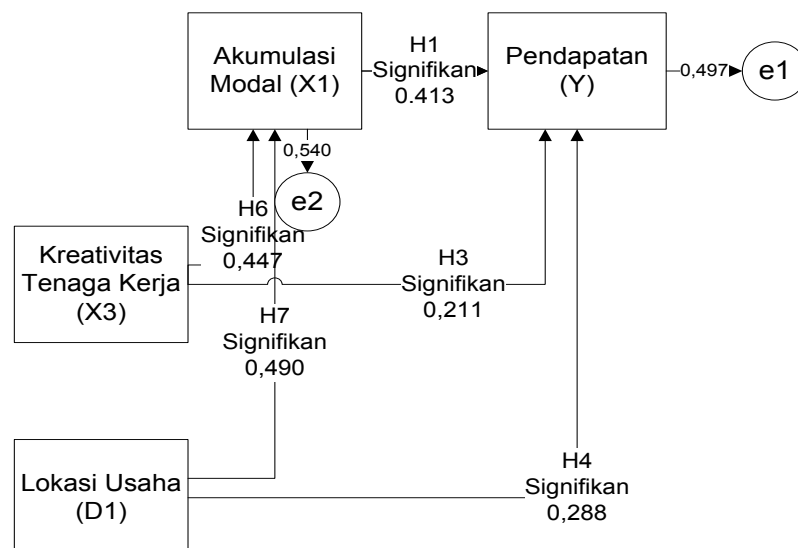 Akumulasi
Modal (X1)
H1
Signifikan
0.413
Pendapatan
(Y)
0,497
e1
0,540
e2
H6
Signifikan
0,447
Kreativitas
Tenaga Kerja
(X3)
H3
Signifikan
0,211
H7
Signifikan
0,490
Lokasi Usaha
(D1)
H4
Signifikan
0,288